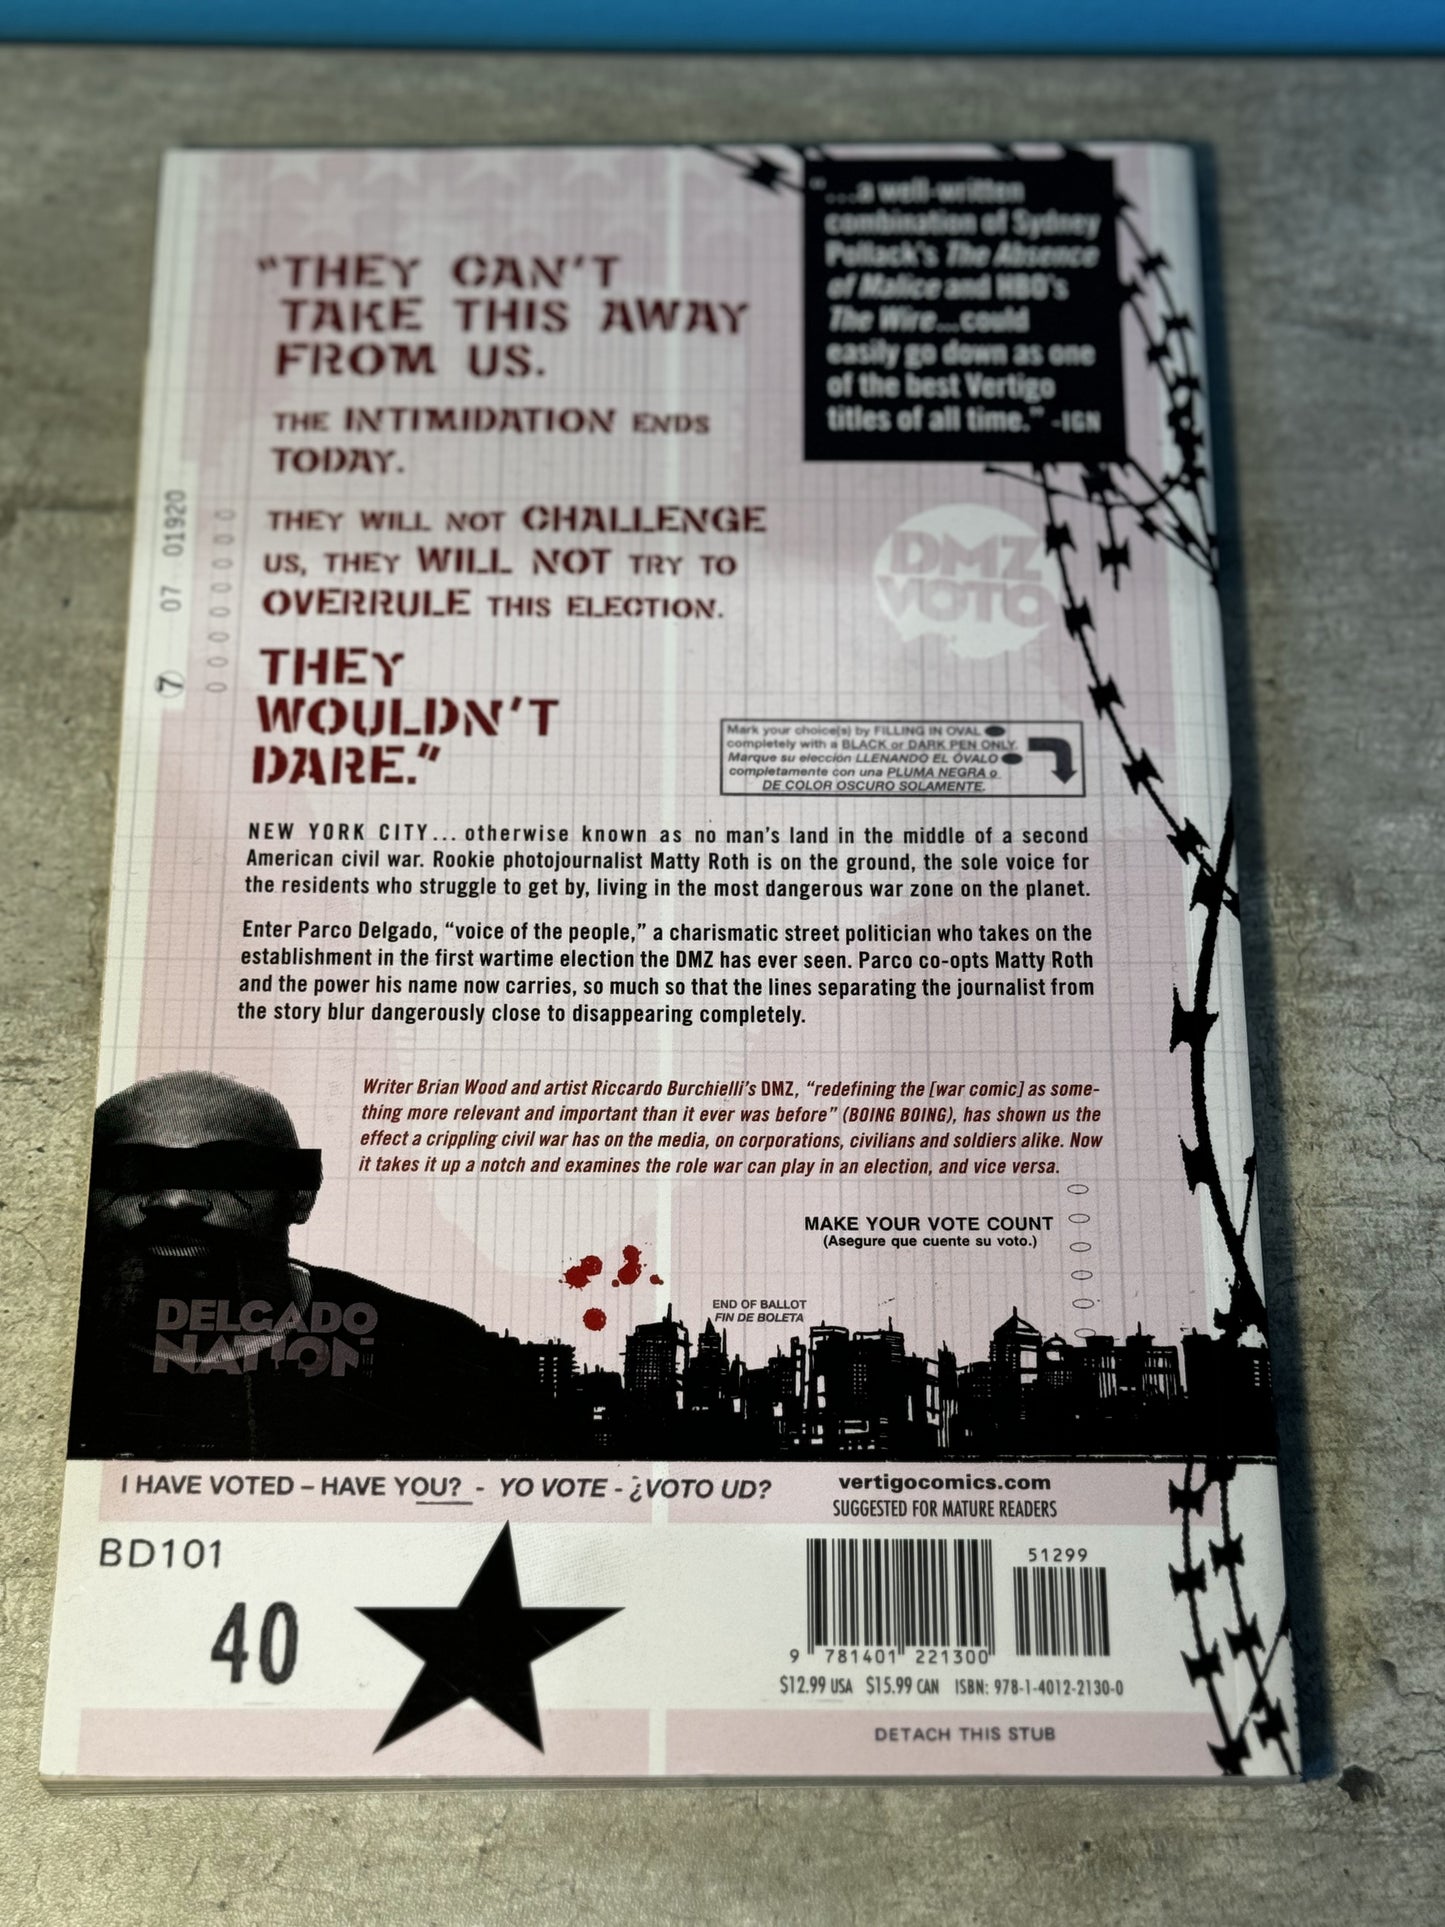 "THEY CAN'T
TAKE THIS AWAY
FROM US.
THE INTIMIDATION ENDS
TODAY.
THEY WILL NOT CHALLENGE
US, THEY WILL NOT TRY TO
OVERRULE THIS ELECTION.
THEY
WOULDN'T
DARE."
"...a well-written
combination of Sydney
Pollack's The Absence
of Malice and HBO's
The Wire...could
easily go down as one
of the best Vertigo
titles of all time." -IGN
7 07 01920
DMZ
VOTO
Mark your choice(s) by FILLING IN OVAL
completely with a BLACK or DARK PEN ONLY.
Marque su elección LLENANDO EL ÓVALO
completamente con una PLUMA NEGRA o
DE COLOR OSCURO SOLAMENTE.
NEW YORK CITY... otherwise known as no man's land in the middle of a second
American civil war. Rookie photojournalist Matty Roth is on the ground, the sole voice for
the residents who struggle to get by, living in the most dangerous war zone on the planet.
Enter Parco Delgado, "voice of the people," a charismatic street politician who takes on the
establishment in the first wartime election the DMZ has ever seen. Parco co-opts Matty Roth
and the power his name now carries, so much so that the lines separating the journalist from
the story blur dangerously close to disappearing completely.
Writer Brian Wood and artist Riccardo Burchielli's DMZ, "redefining the [war comic] as some-
thing more relevant and important than it ever was before" (BOING BOING), has shown us the
effect a crippling civil war has on the media, on corporations, civilians and soldiers alike. Now
it takes it up a notch and examines the role war can play in an election, and vice versa.
MAKE YOUR VOTE COUNT
(Asegure que cuente su voto.)
END OF BALLOT
FIN DE BOLETA
DELGADO
NATION
I HAVE VOTED – HAVE YOU? - YO VOTE - ¿VOTO UD?
vertigocomics.com
SUGGESTED FOR MATURE READERS
BD101
40
51299
9 781401 221300
$12.99 USA $15.99 CAN ISBN: 978-1-4012-2130-0
DETACH THIS STUB